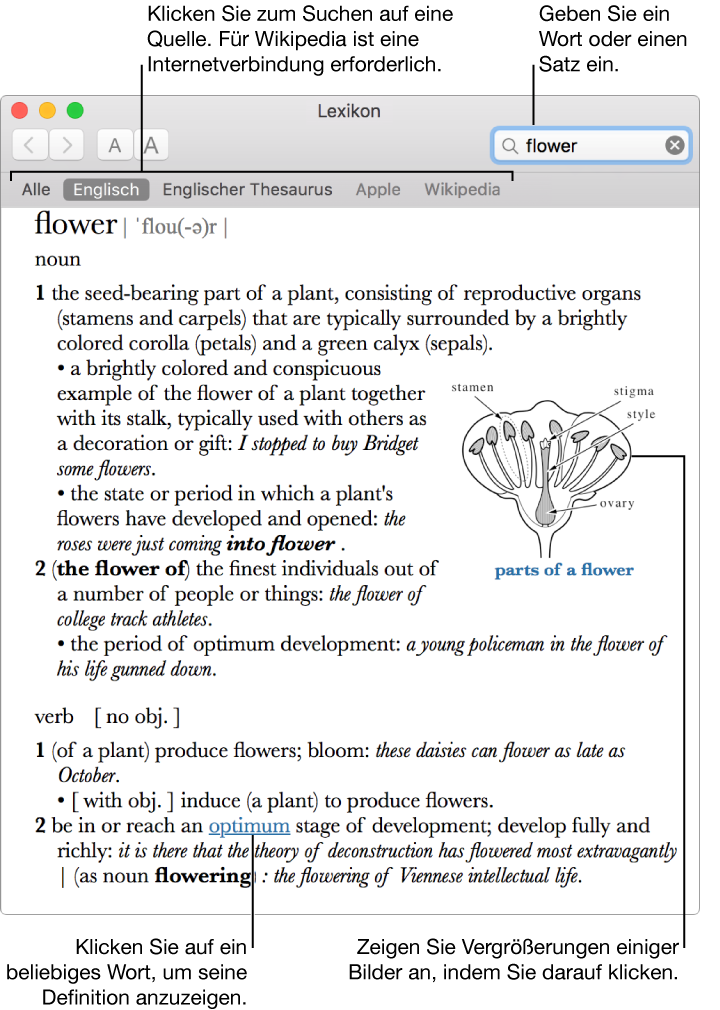 Klicken Sie zum Suchen auf eine
Quelle. Für Wikipedia ist eine
Internetverbindung erforderlich.
Geben Sie ein
Wort oder einen
Satz ein.
Lexikon
A A
flower
Alle Englisch Englischer Thesaurus Apple Wikipedia
flower | ˈflou(-ə)r |
noun
1 the seed-bearing part of a plant, consisting of reproductive organs
(stamens and carpels) that are typically surrounded by a brightly
colored corolla (petals) and a green calyx (sepals).
• a brightly colored and conspicuous
example of the flower of a plant together
with its stalk, typically used with others as
a decoration or gift: I stopped to buy Bridget
some flowers.
• the state or period in which a plant's
flowers have developed and opened: the
roses were just coming into flower .
stamen
stigma
style
ovary
parts of a flower
2 (the flower of) the finest individuals out of
a number of people or things: the flower of
college track athletes.
• the period of optimum development: a young policeman in the flower of
his life gunned down.
verb [ no obj. ]
1 (of a plant) produce flowers; bloom: these daisies can flower as late as
October.
• [ with obj. ] induce (a plant) to produce flowers.
2 be in or reach an optimum stage of development; develop fully and
richly: it is there that the theory of deconstruction has flowered most extravagantly
| (as noun flowering) : the flowering of Viennese intellectual life.
Klicken Sie auf ein
beliebiges Wort, um seine
Definition anzuzeigen.
Zeigen Sie Vergrößerungen einiger
Bilder an, indem Sie darauf klicken.